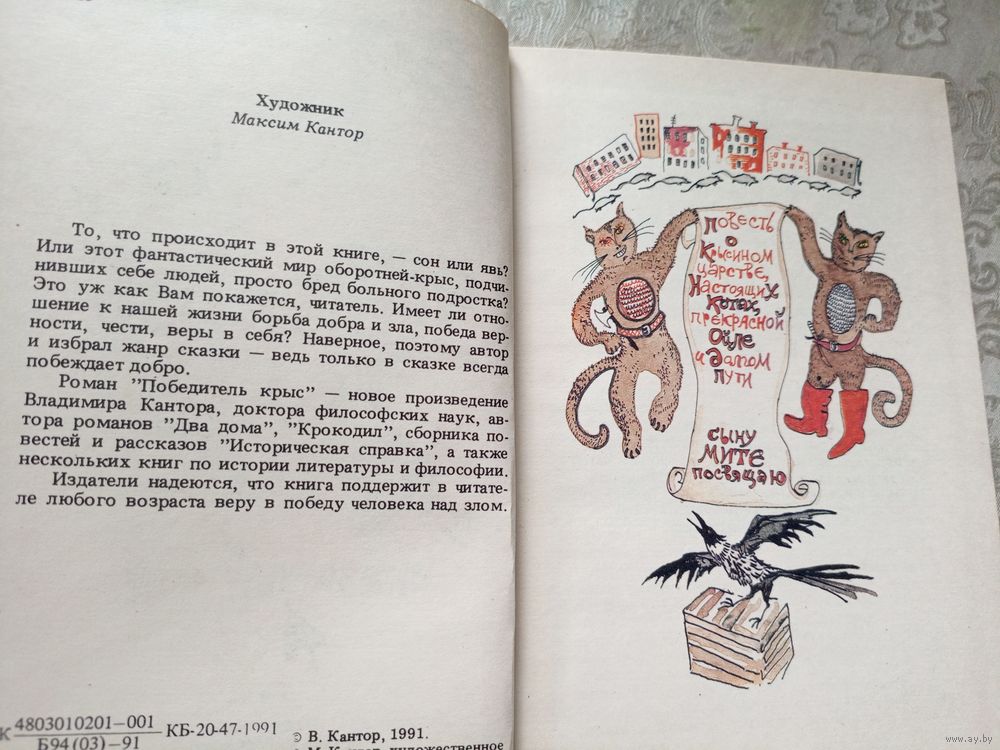 Художник
Максим Кантор
То, что происходит в этой книге, — сон или явь?
Или этот фантастический мир оборотней-крыс, подчи-
нивших себе людей, просто бред больного подростка?
Это уж как Вам покажется, читатель. Имеет ли отно-
шение к нашей жизни борьба добра и зла, победа вер-
ности, чести, веры в себя? Наверное, поэтому автор
и избрал жанр сказки — ведь только в сказке всегда
побеждает добро.
Роман "Победитель крыс" — новое произведение
Владимира Кантора, доктора философских наук, ав-
тора романов "Два дома", "Крокодил", сборника по-
вестей и рассказов "Историческая справка", а также
нескольких книг по истории литературы и философии.
Издатели надеются, что книга поддержит в читате-
ле любого возраста веру в победу человека над злом.
К 4803010201—001
Б94(03)—91
КБ-20-47-1991
© В. Кантор, 1991.
художественное
Повесть
о
Крысином
царстве,
Настоящих
котах,
прекрасной
Ойле
и Дамом
пути
сыну
МИТЕ
посвящаю
www.ay.by